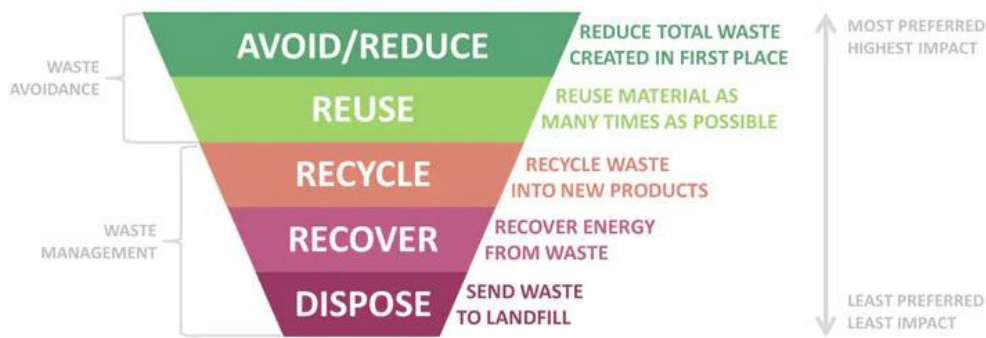 WASTE
AVOIDANCE
AVOID/REDUCE
REDUCE TOTAL WASTE
CREATED IN FIRST PLACE
MOST PREFERRED
HIGHEST IMPACT
REUSE
REUSE MATERIAL AS
MANY TIMES AS POSSIBLE
RECYCLE
RECYCLE WASTE
INTO NEW PRODUCTS
WASTE
MANAGEMENT
RECOVER
RECOVER ENERGY
FROM WASTE
DISPOSE
SEND WASTE
TO LANDFILL
LEAST PREFERRED
LEAST IMPACT